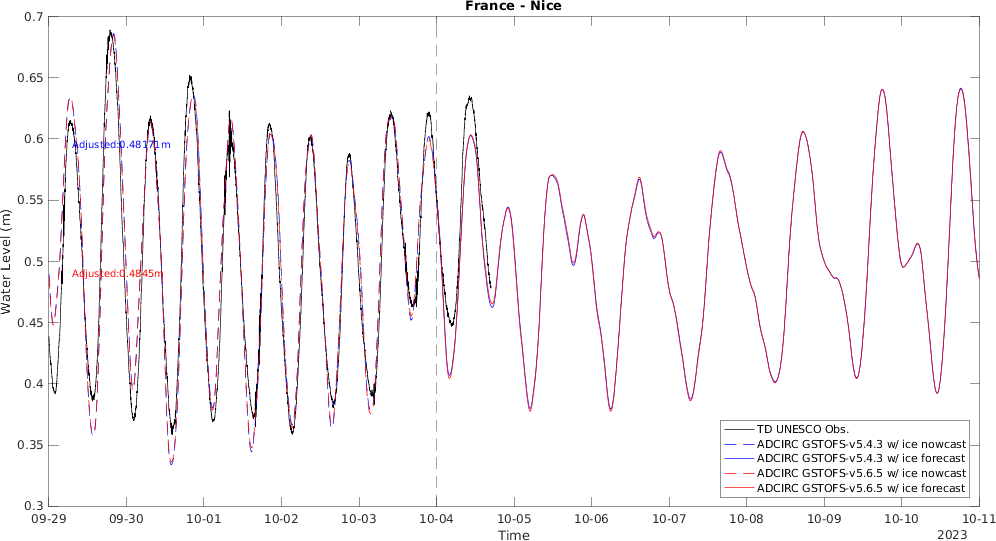 France - Nice
0.7
0.65
0.6
0.55
0.5
0.45
0.4
0.35
0.3
Water Level (m)
Adjusted:0.48171m
Adjusted:0.4845m
TD UNESCO Obs.
ADCIRC GSTOFS-v5.4.3 w/ ice nowcast
ADCIRC GSTOFS-v5.4.3 w/ ice forecast
ADCIRC GSTOFS-v5.6.5 w/ ice nowcast
ADCIRC GSTOFS-v5.6.5 w/ ice forecast
09-29 09-30 10-01 10-02 10-03 10-04 10-05 10-06 10-07 10-08 10-09 10-10 10-11
Time
2023